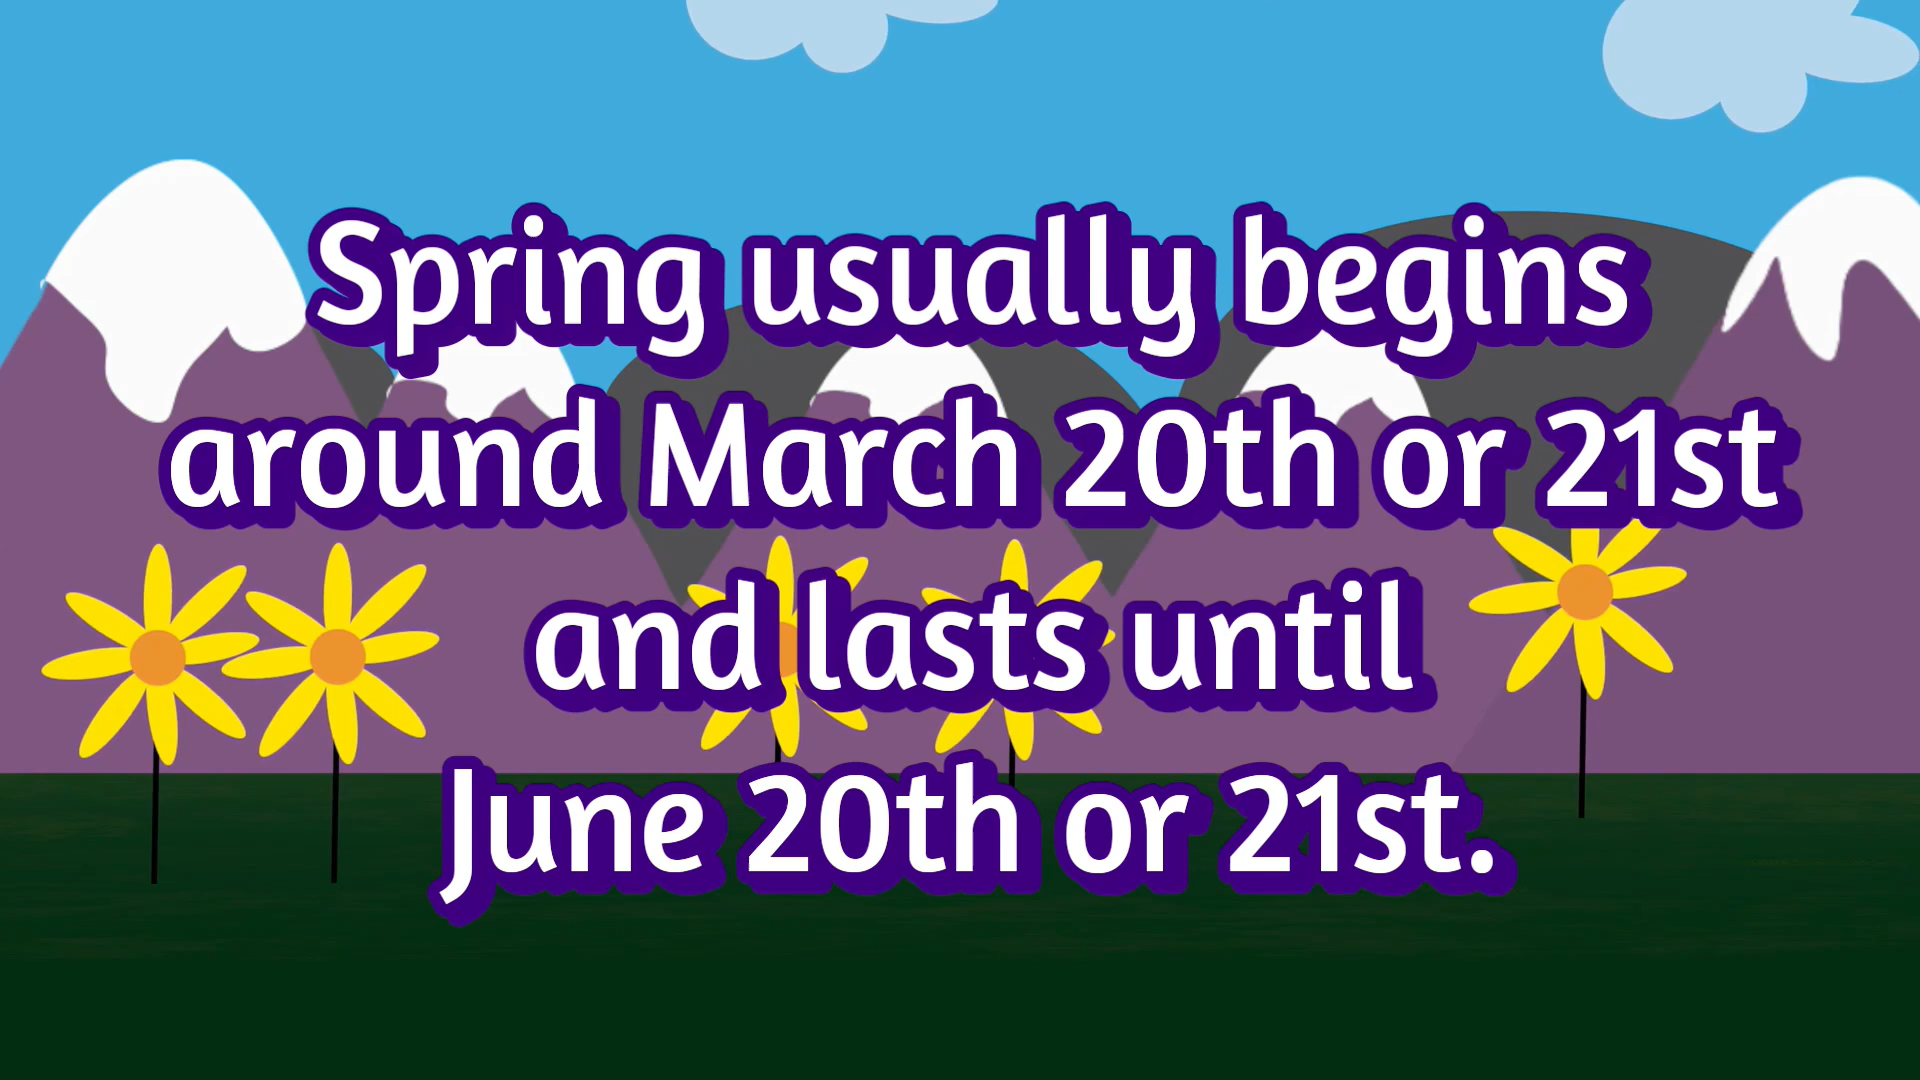 Spring usually begins
around March 20th or 21st
and lasts until
June 20th or 21st.